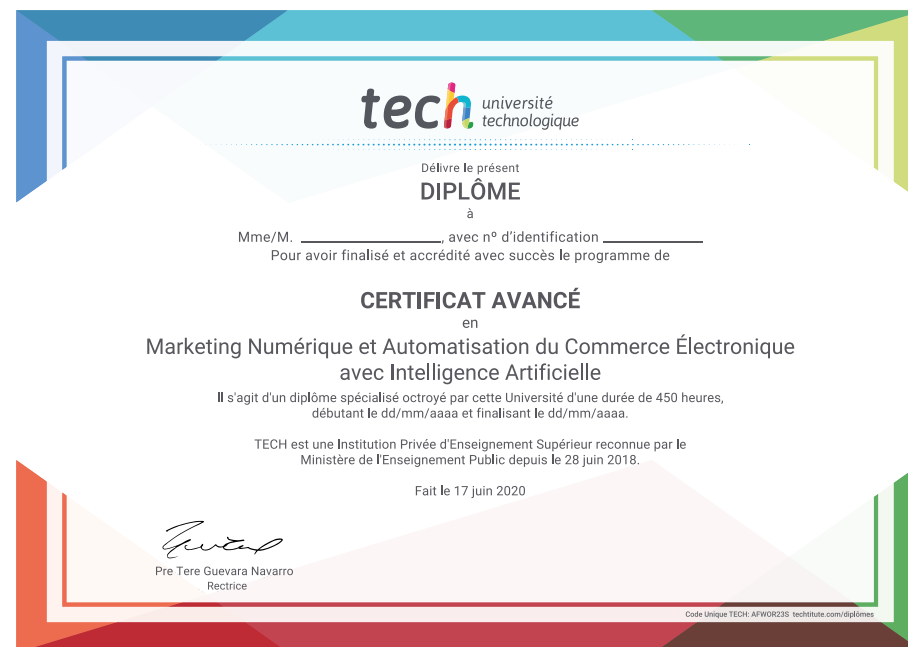 tech université
technologique
Délivre le présent
DIPLÔME
à
Mme/M. ____________________, avec nº d'identification ______________
Pour avoir finalisé et accrédité avec succès le programme de
CERTIFICAT AVANCÉ
en
Marketing Numérique et Automatisation du Commerce Électronique
avec Intelligence Artificielle
Il s'agit d'un diplôme spécialisé octroyé par cette Université d'une durée de 450 heures,
débutant le dd/mm/aaaa et finalisant le dd/mm/aaaa.
TECH est une Institution Privée d'Enseignement Supérieur reconnue par le
Ministère de l'Enseignement Public depuis le 28 juin 2018.
Fait le 17 juin 2020
Pre Tere Guevara Navarro
Rectrice
Code Unique TECH: AFWOR23S techtitute.com/diplômes